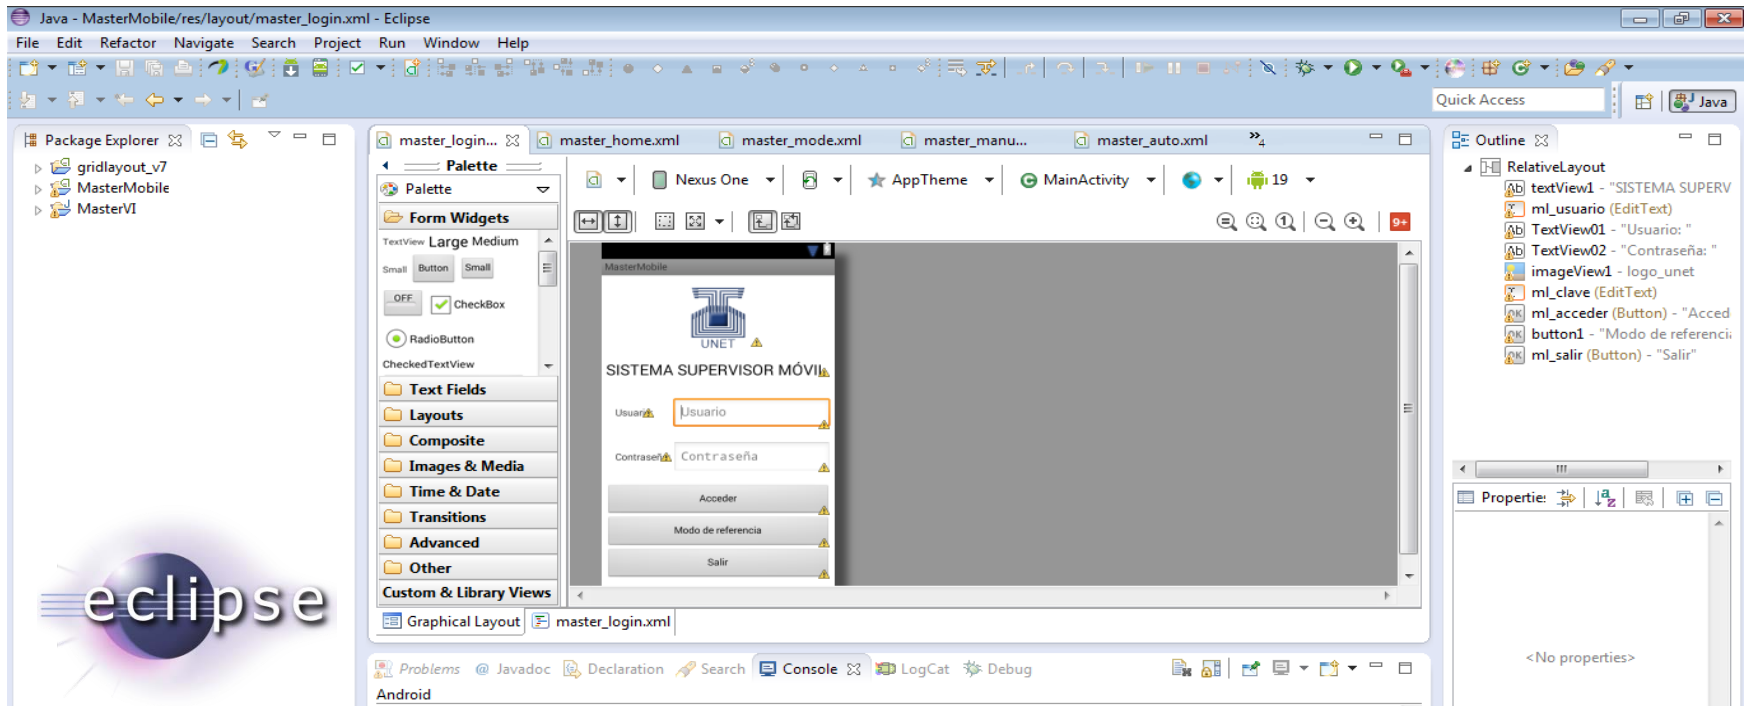 Java - MasterMobile/res/layout/master_login.xml - Eclipse
File Edit Refactor Navigate Search Project Run Window Help
Quick Access
Java
Package Explorer
gridlayout_v7
MasterMobile
MasterVI
eclipse
master_login... master_home.xml master_mode.xml master_manu... master_auto.xml »4
Palette
Palette
Form Widgets
TextView Large Medium
Small Button Small
OFF CheckBox
RadioButton
CheckedTextView
Text Fields
Layouts
Composite
Images & Media
Time & Date
Transitions
Advanced
Other
Custom & Library Views
Nexus One AppTheme MainActivity 19
9+
MasterMobile
UNET
SISTEMA SUPERVISOR MÓVIL
Usuario
Contraseña
Acceder
Modo de referencia
Salir
Graphical Layout master_login.xml
Problems @ Javadoc Declaration Search Console LogCat Debug
Android
Outline
RelativeLayout
textView1 - "SISTEMA SUPERV
ml_usuario (EditText)
TextView01 - "Usuario: "
TextView02 - "Contraseña: "
imageView1 - logo_unet
ml_clave (EditText)
ml_acceder (Button) - "Acced
button1 - "Modo de referenci
ml_salir (Button) - "Salir"
Properties
<No properties>